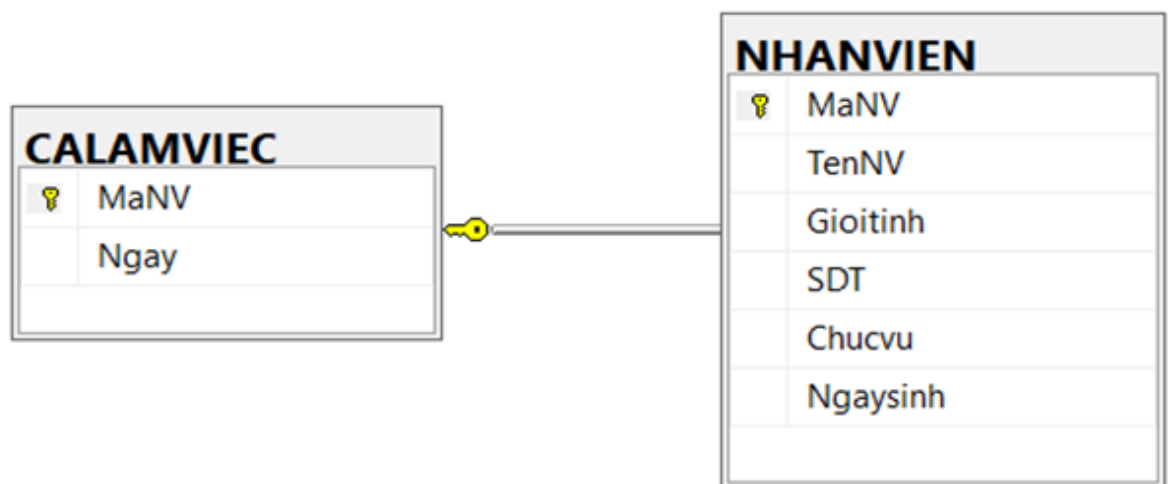 CALAMVIEC
MaNV
Ngay
NHANVIEN
MaNV
TenNV
Gioitinh
SDT
Chucvu
Ngaysinh